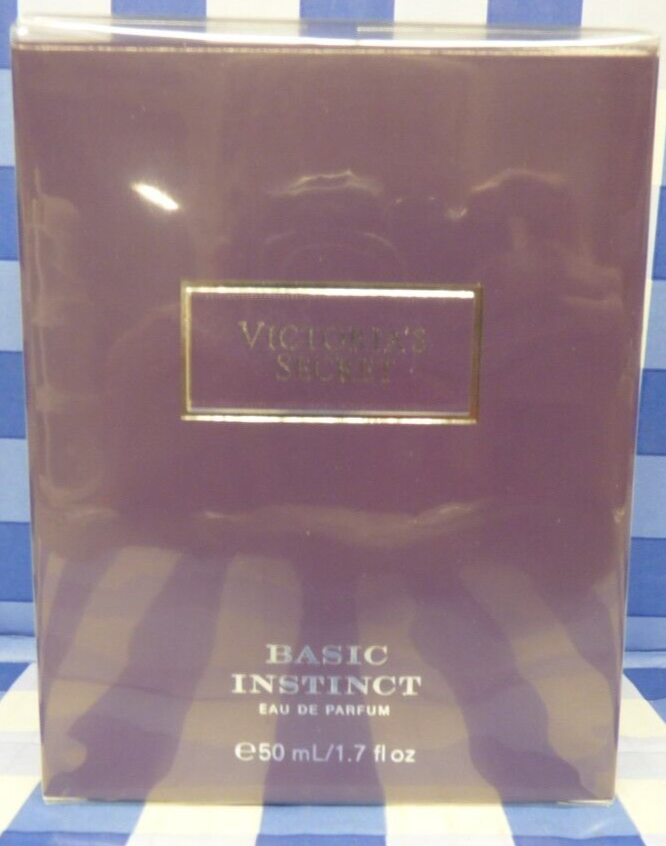 VICTORIA'S
SECRET
BASIC
INSTINCT
EAU DE PARFUM
℮50 mL/1.7 fl oz